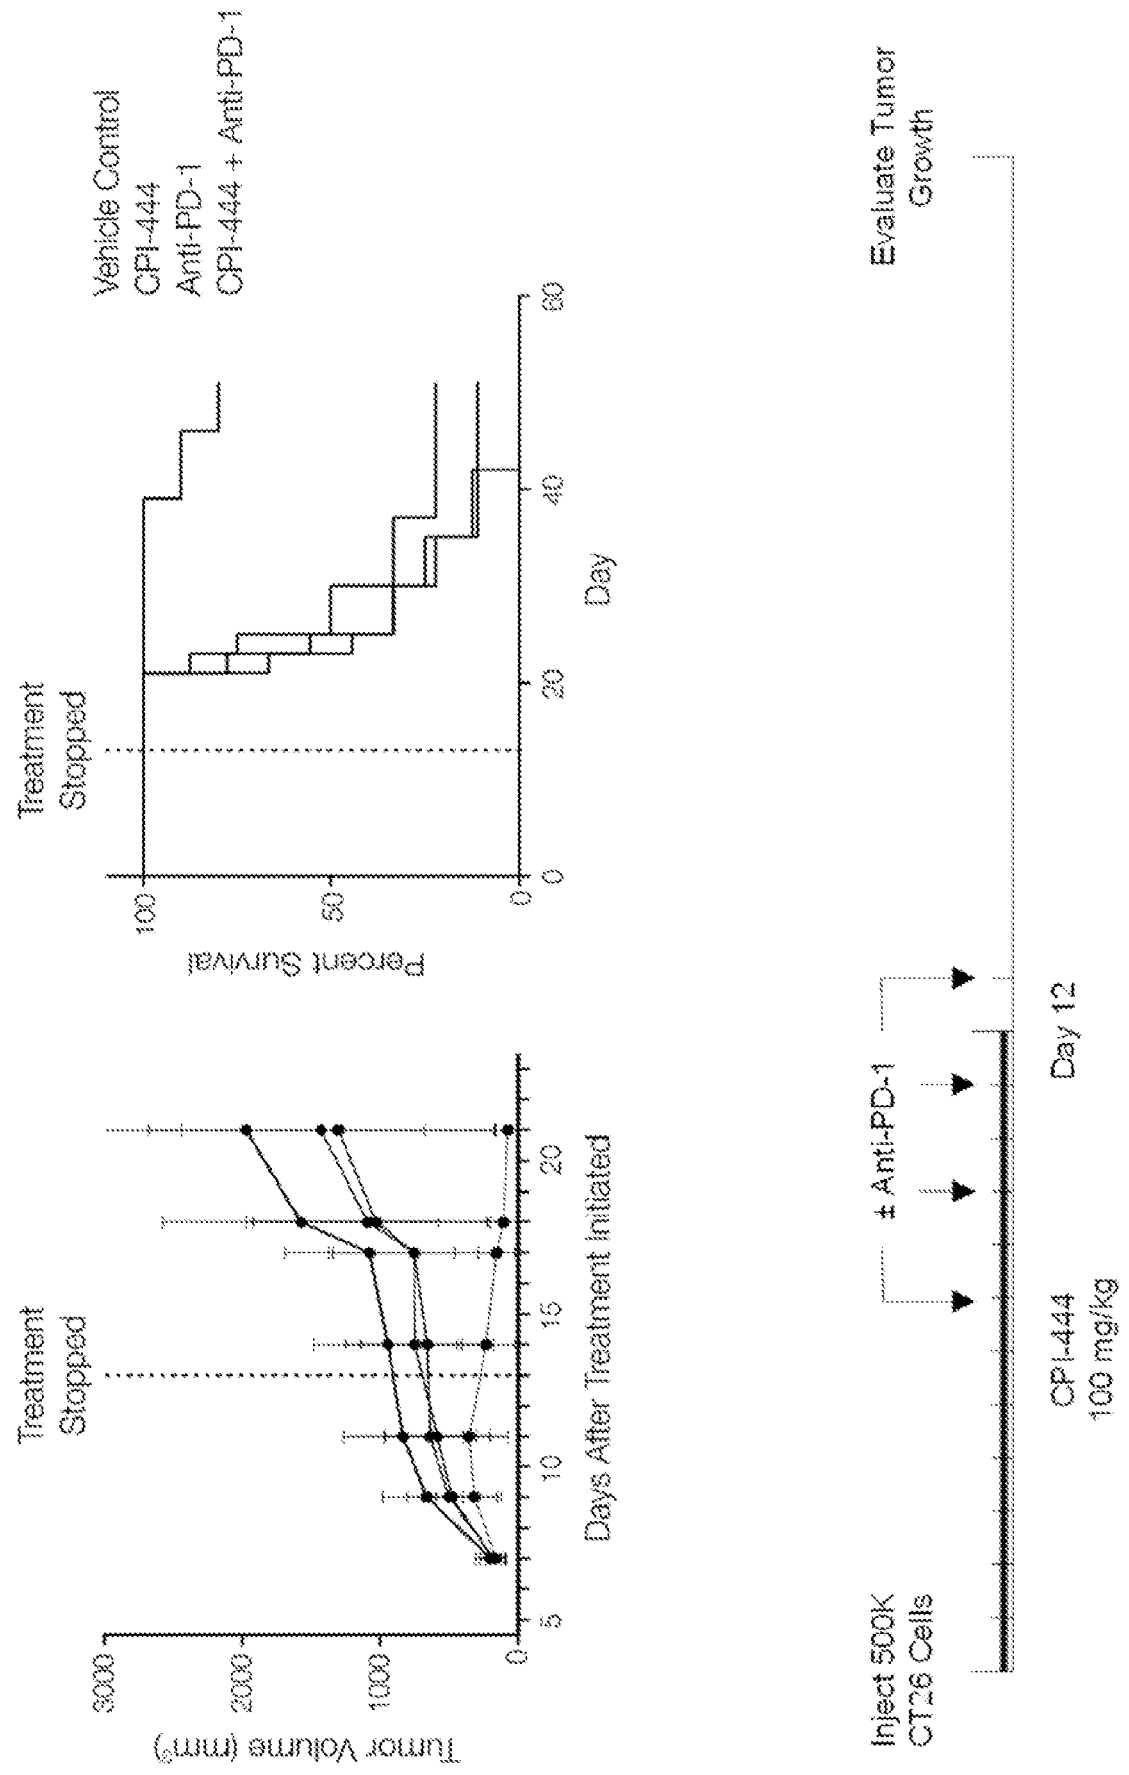 Treatment
Stopped
Tumor Volume (mm³)
3000
2000
1000
0
5
10
15
20
Days After Treatment Initiated
Treatment
Stopped
Percent Survival
100
50
0
0
20
40
60
Day
Vehicle Control
CPI-444
Anti-PD-1
CPI-444 + Anti-PD-1
Inject 500K
CT26 Cells
± Anti-PD-1
Evaluate Tumor
Growth
CPI-444
100 mg/kg
Day 12